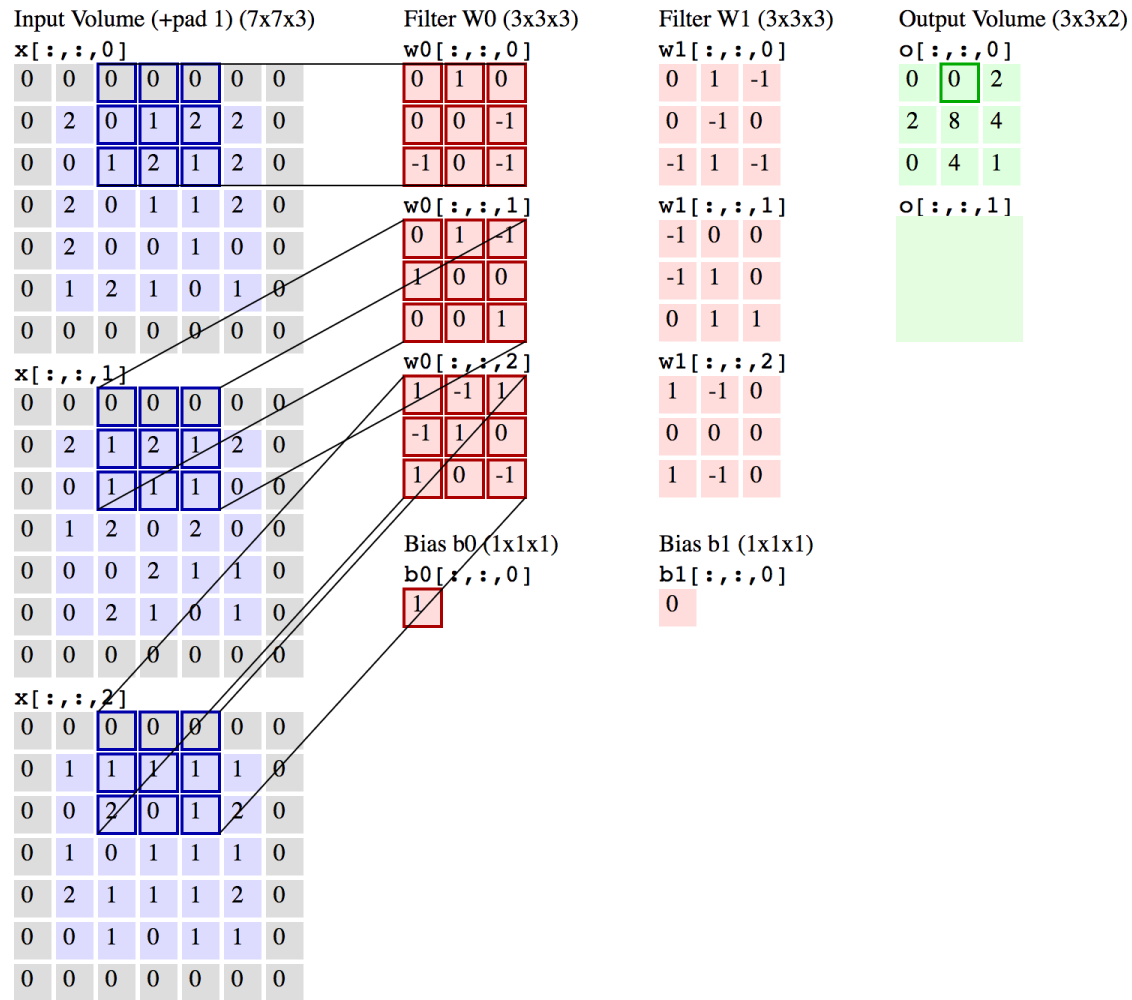 Input Volume (+pad 1) (7x7x3)
x[:,:,0]
0 0 0 0 0 0 0
0 2 0 1 2 2 0
0 0 1 2 1 2 0
0 2 0 1 1 2 0
0 2 0 0 1 0 0
0 1 2 1 0 1 0
0 0 0 0 0 0 0
x[:,:,1]
0 0 0 0 0 0 0
0 2 1 2 1 2 0
0 0 1 1 1 0 0
0 1 2 0 2 0 0
0 0 0 2 1 1 0
0 0 2 1 0 1 0
0 0 0 0 0 0 0
x[:,:,2]
0 0 0 0 0 0 0
0 1 1 1 1 1 0
0 0 2 0 1 2 0
0 1 0 1 1 1 0
0 2 1 1 1 2 0
0 0 1 0 1 1 0
0 0 0 0 0 0 0
Filter W0 (3x3x3)
w0[:,:,0]
0 1 0
0 0 -1
-1 0 -1
w0[:,:,1]
0 1 -1
1 0 0
0 0 1
w0[:,:,2]
1 -1 1
-1 1 0
1 0 -1
Bias b0 (1x1x1)
b0[:,:,0]
1
Filter W1 (3x3x3)
w1[:,:,0]
0 1 -1
0 -1 0
-1 1 -1
w1[:,:,1]
-1 0 0
-1 1 0
0 1 1
w1[:,:,2]
1 -1 0
0 0 0
1 -1 0
Bias b1 (1x1x1)
b1[:,:,0]
0
Output Volume (3x3x2)
o[:,:,0]
0 0 2
2 8 4
0 4 1
o[:,:,1]